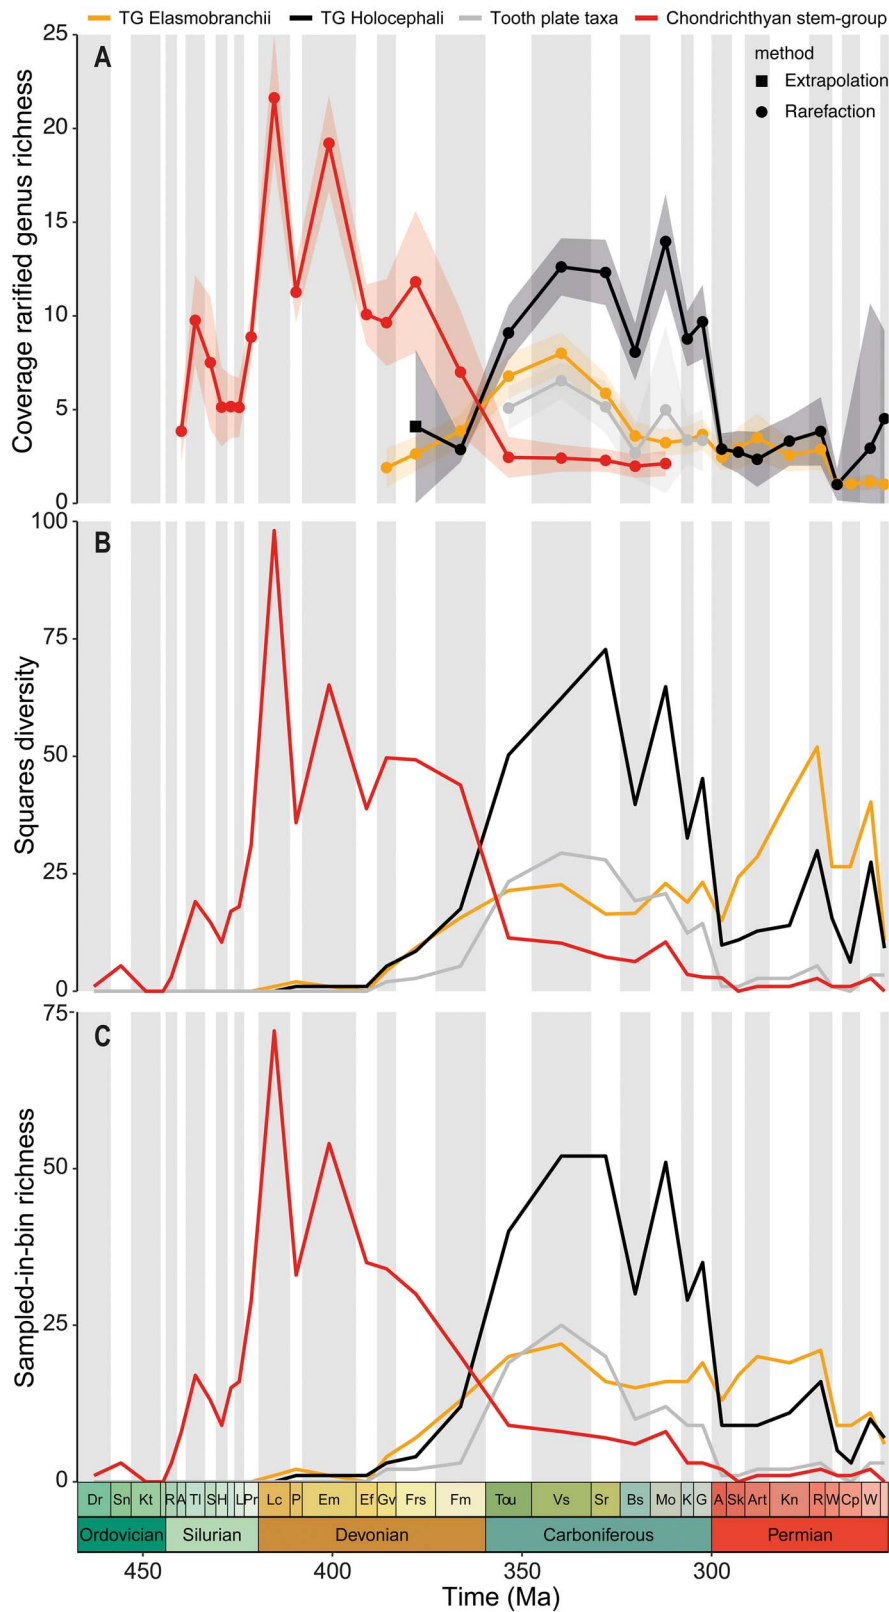 TG Elasmobranchii TG Holocephali Tooth plate taxa Chondrichthyan stem-group
A
method
Extrapolation
Rarefaction
Coverage rarified genus richness
25
20
15
10
5
0
B
Squares diversity
100
75
50
25
0
C
Sampled-in-bin richness
75
50
25
0
Dr Sn Kt R A Tl S H L Pr Lc P Em Ef Gv Frs Fm Tou Vs Sr Bs Mo K G A Sk Art Kn R W Cp W
Ordovician Silurian Devonian Carboniferous Permian
450 400 350 300
Time (Ma)